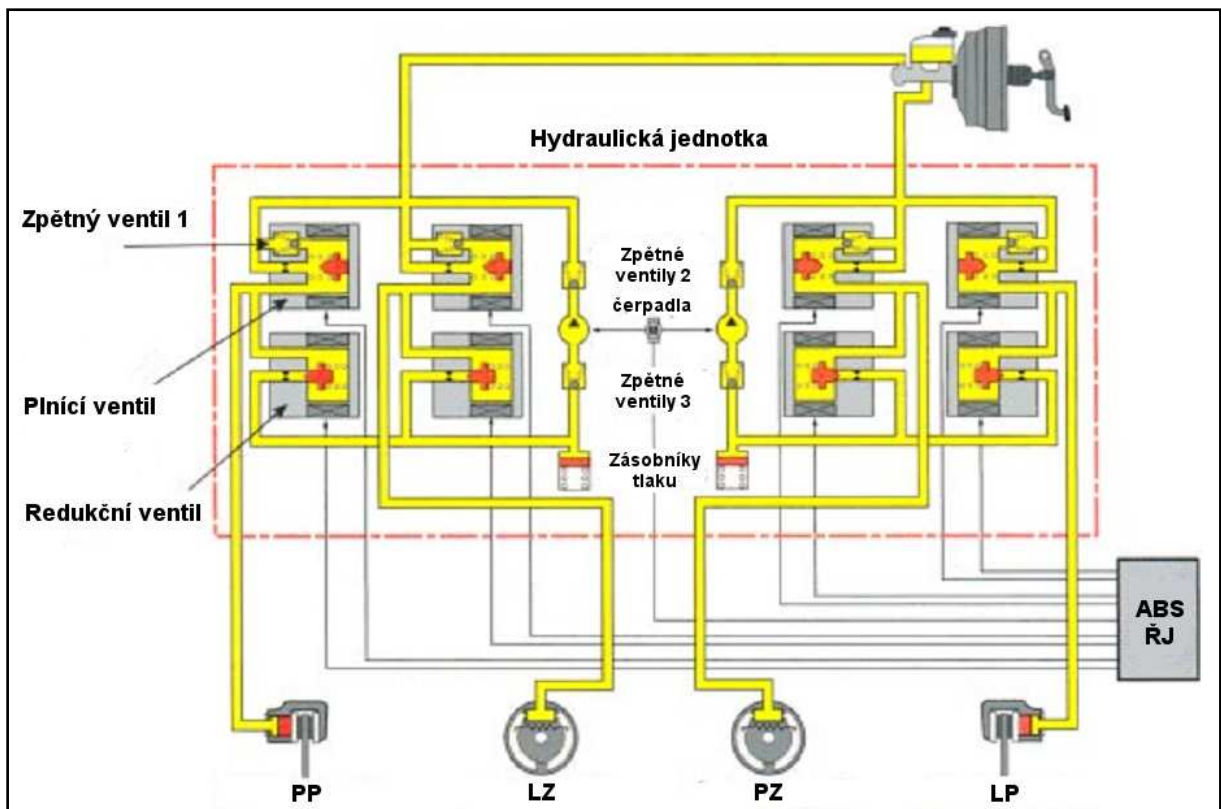 Hydraulická jednotka
Zpětný ventil 1
Zpětné
ventily 2
čerpadla
M
Zpětné
ventily 3
Plnící ventil
Zásobníky
tlaku
Redukční ventil
ABS
ŘJ
PP
LZ
PZ
LP